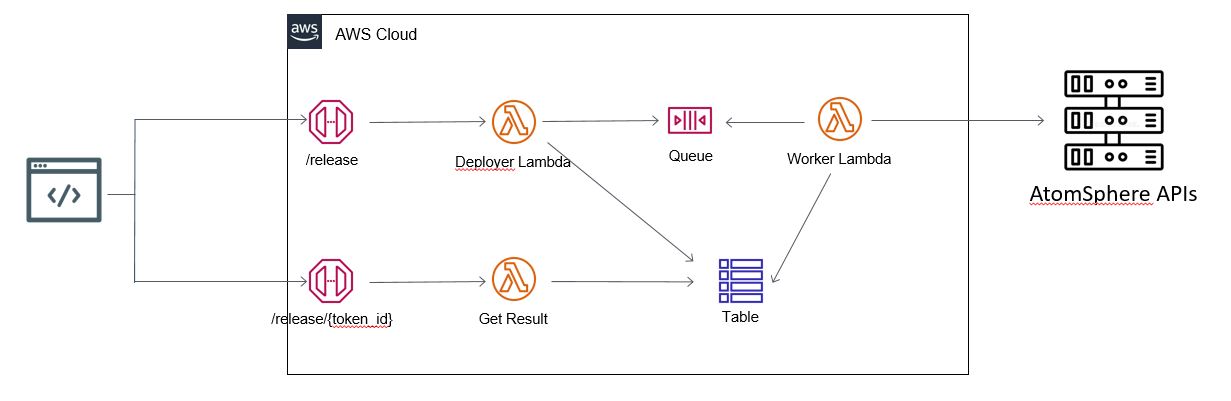 aws
AWS Cloud
</>
/release
Deployer Lambda
Queue
Worker Lambda
AtomSphere APIs
/release/{token_id}
Get Result
Table